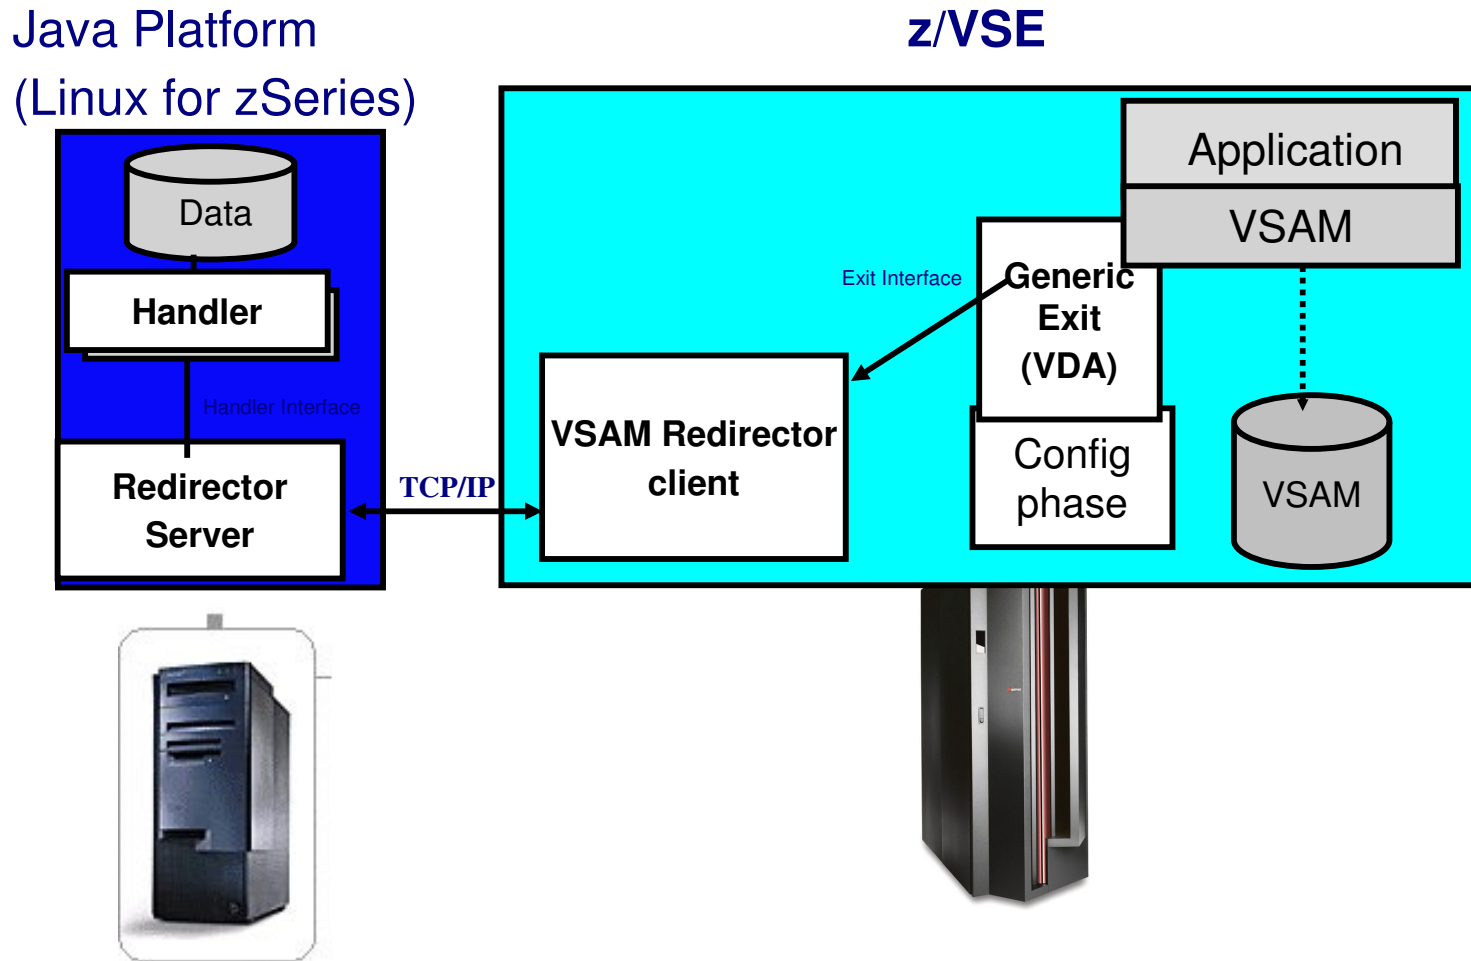 Java Platform
(Linux for zSeries)
z/VSE
Data
Handler
Handler Interface
Redirector
Server
TCP/IP
VSAM Redirector
client
Exit Interface
Generic
Exit
(VDA)
Config
phase
Application
VSAM
VSAM